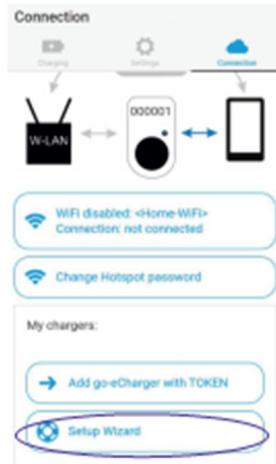 Connection
Charging
Settings
Connection
000001
W-LAN
WiFi disabled: <Home-WiFi>
Connection: not connected
Change Hotspot password
My chargers:
Add go-eCharger with TOKEN
Setup Wizard